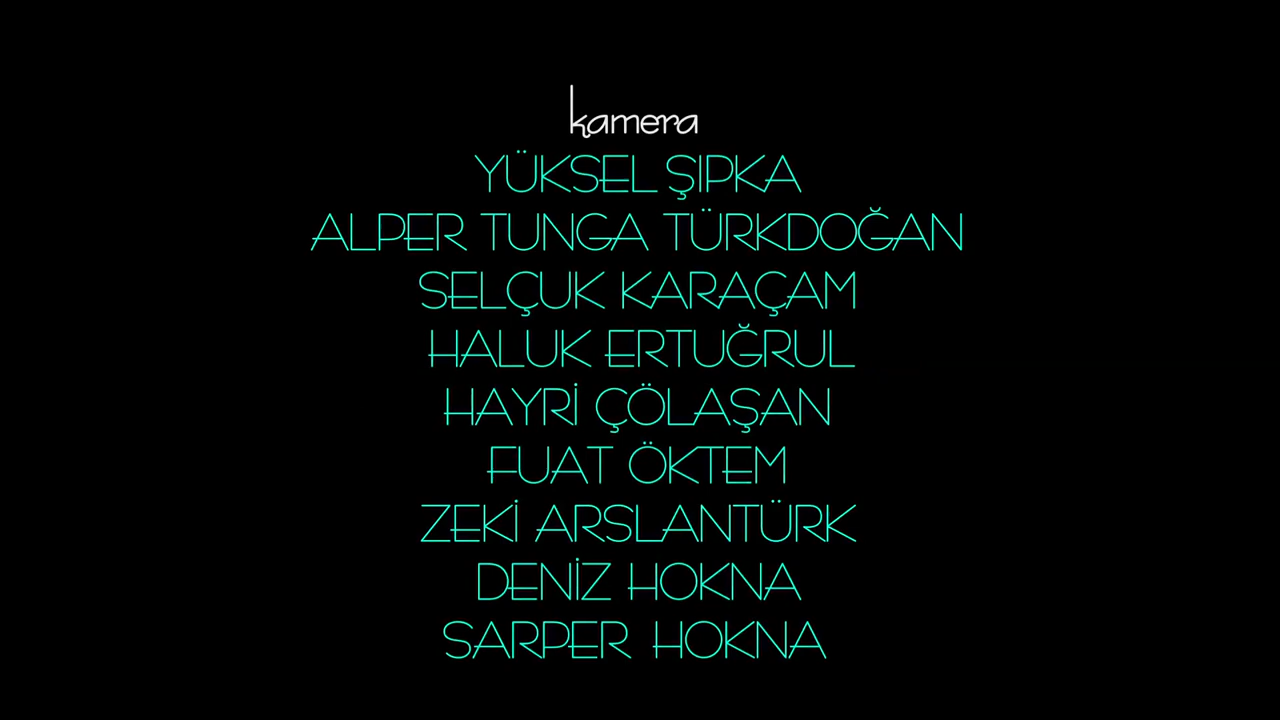 kamera
YÜKSEL ŞIPKA
ALPER TUNGA TÜRKDOĞAN
SELÇUK KARAÇAM
HALUK ERTUĞRUL
HAYRİ ÇÖLAŞAN
FUAT ÖKTEM
ZEKİ ARSLANTÜRK
DENİZ HOKNA
SARPER HOKNA